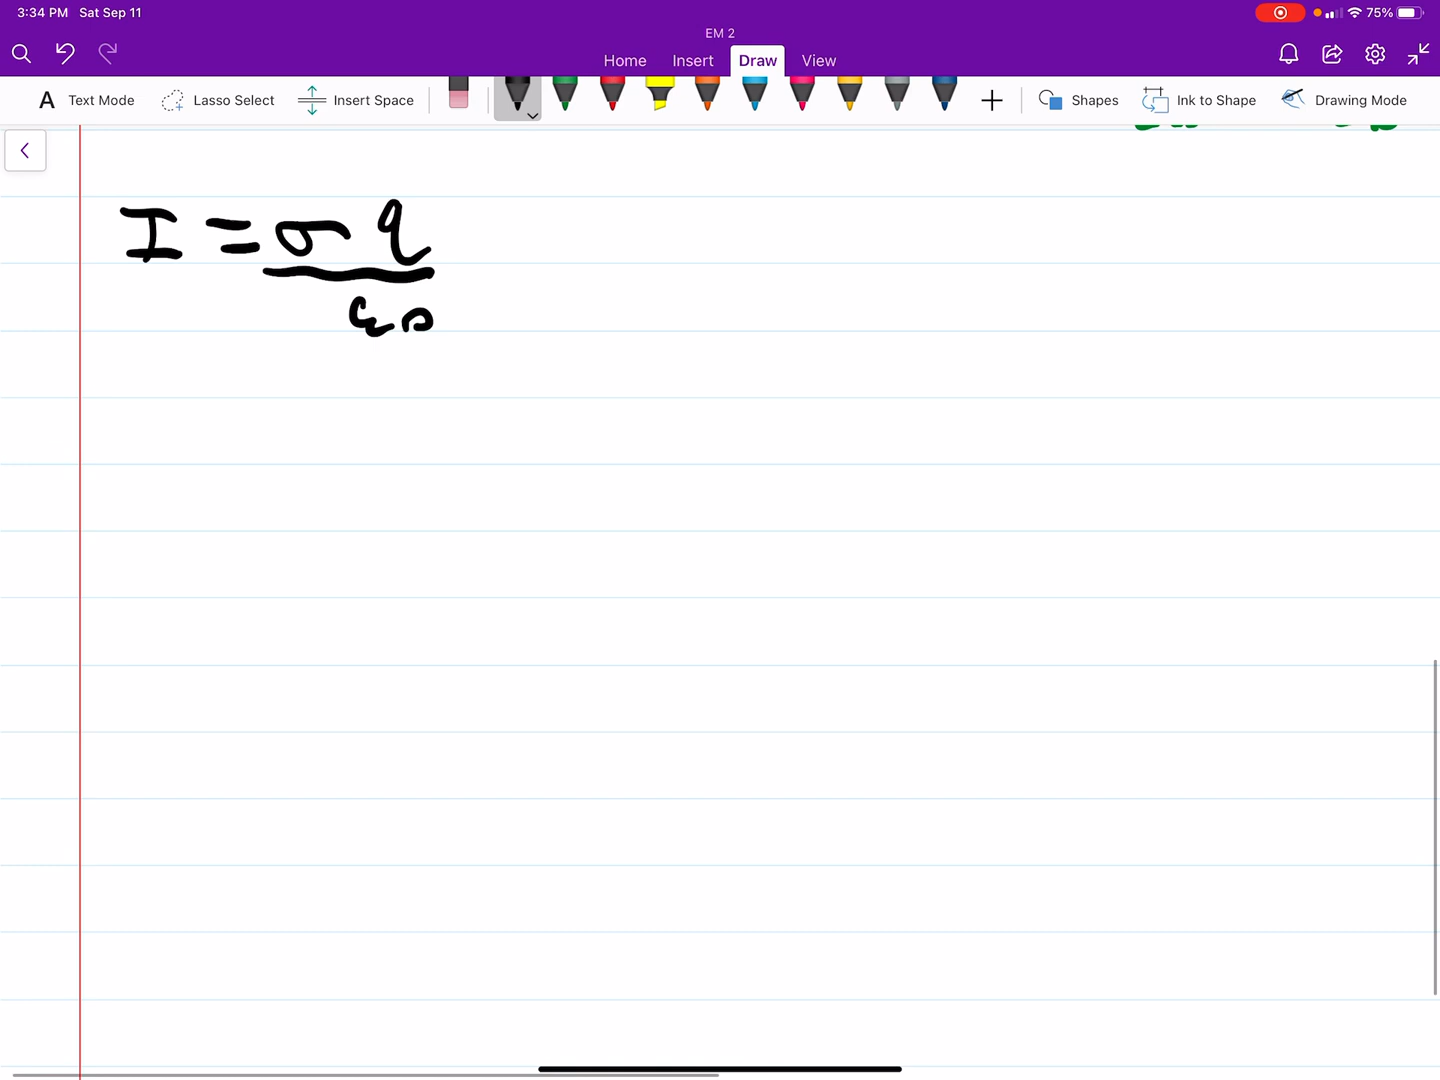 3:34 PM Sat Sep 11 75%
EM 2
Home Insert Draw View
A Text Mode Lasso Select Insert Space Shapes Ink to Shape Drawing Mode
I = σ q
ε0